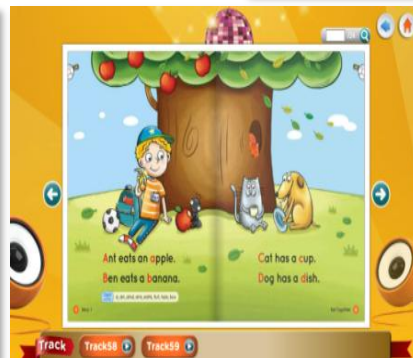 Ant eats an apple.
Ben eats a banana.
Cat has a cup.
Dog has a dish.
Track
Track58
Track59